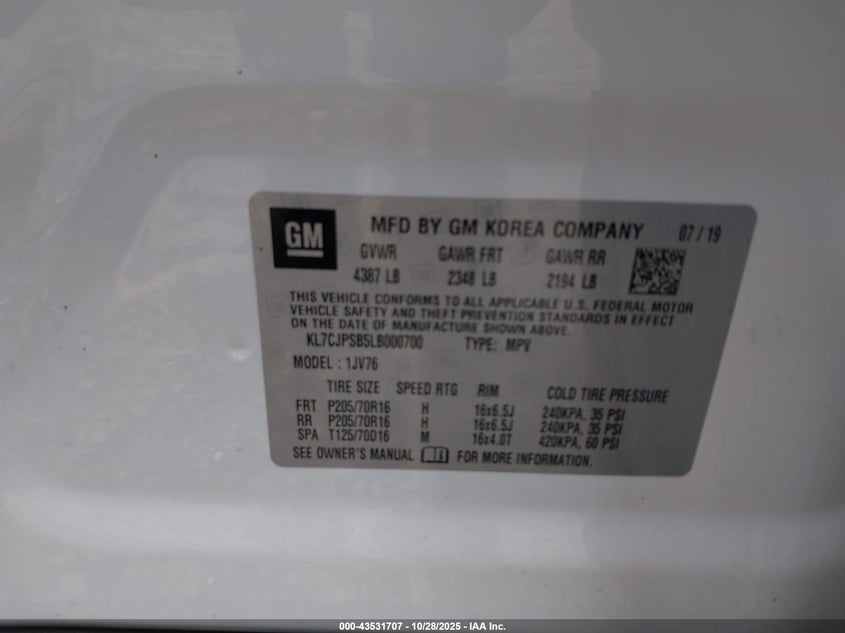 GM
MFD BY GM KOREA COMPANY 07/19
GVWR GAWR FRT GAWR RR
4387 LB 2348 LB 2194 LB
THIS VEHICLE CONFORMS TO ALL APPLICABLE U.S. FEDERAL MOTOR
VEHICLE SAFETY AND THEFT PREVENTION STANDARDS IN EFFECT
ON THE DATE OF MANUFACTURE SHOWN ABOVE.
KL7CJPSB5LB000700 TYPE: MPV
MODEL: 1JV76
TIRE SIZE SPEED RTG RIM COLD TIRE PRESSURE
FRT P205/70R16 H 16x6.5J 240KPA, 35 PSI
RR P205/70R16 H 16x6.5J 240KPA, 35 PSI
SPA T125/70D16 M 16x4.0T 420KPA, 60 PSI
SEE OWNER'S MANUAL FOR MORE INFORMATION.
000-43531707 - 10/28/2025 - IAA Inc.